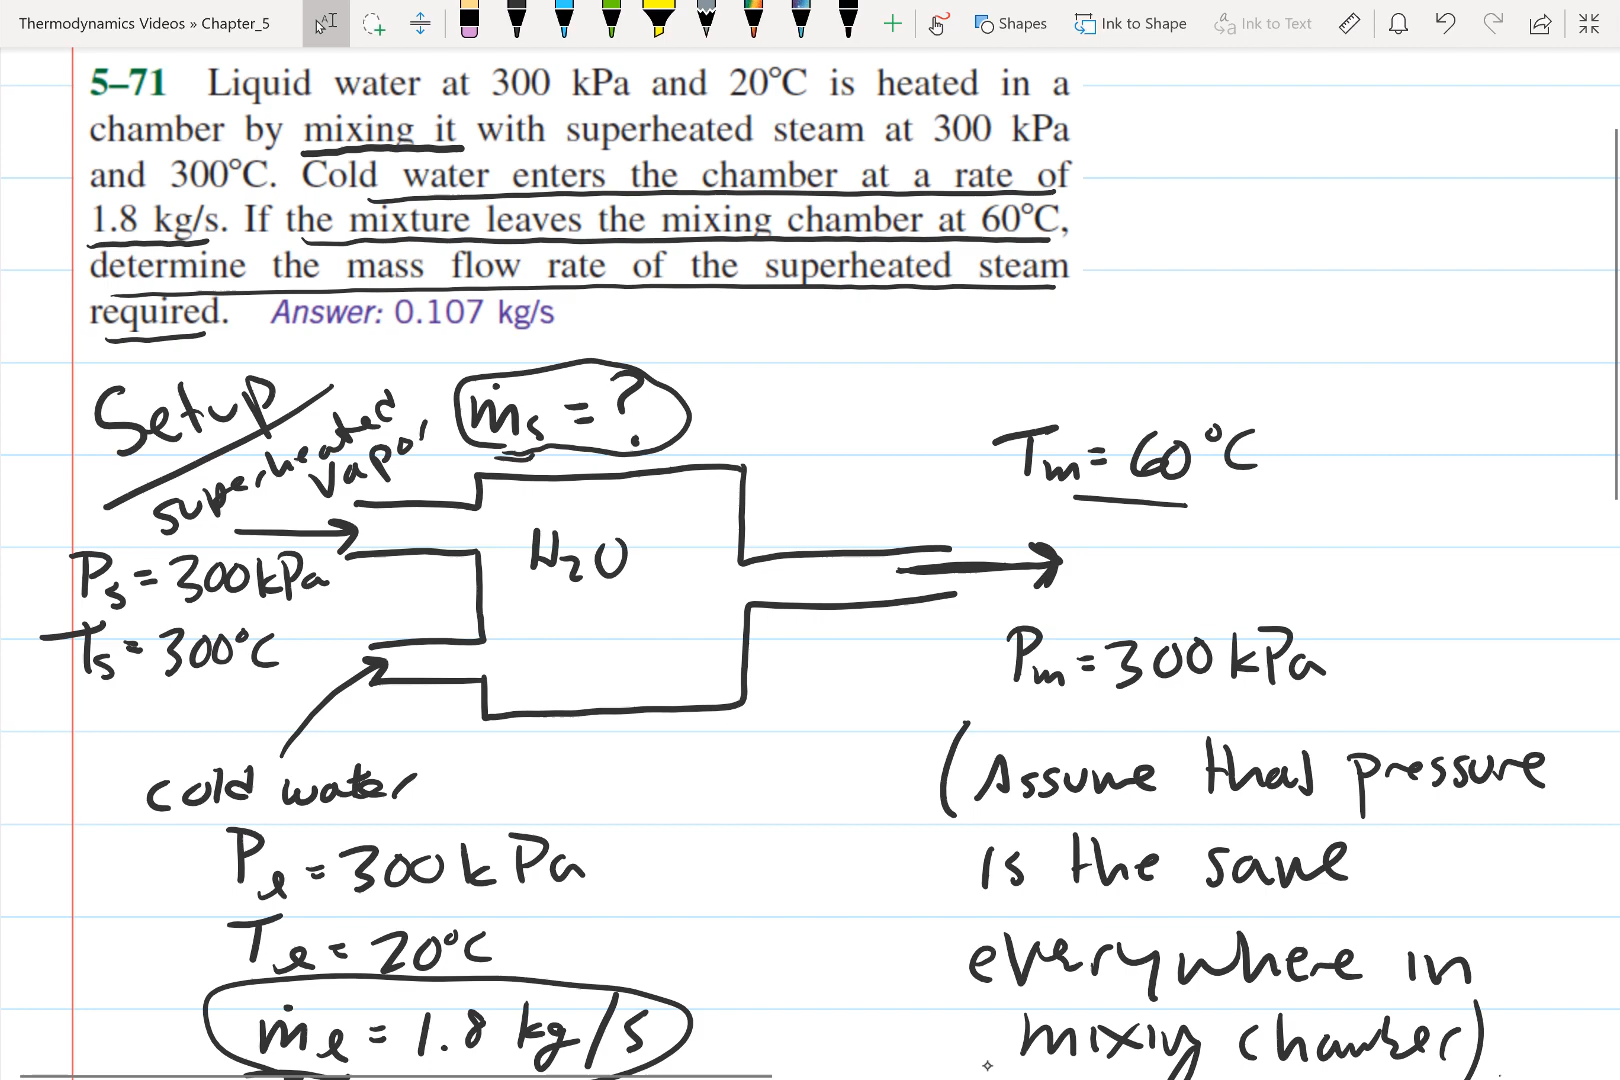 Thermodynamics Videos » Chapter_5
Shapes
Ink to Shape
Ink to Text
5–71 Liquid water at 300 kPa and 20°C is heated in a
chamber by mixing it with superheated steam at 300 kPa
and 300°C. Cold water enters the chamber at a rate of
1.8 kg/s. If the mixture leaves the mixing chamber at 60°C,
determine the mass flow rate of the superheated steam
required. Answer: 0.107 kg/s
Setup
ṁs = ?
superheated
vapor
Tm = 60°C
H2O
Ps = 300kPa
Ts = 300°C
Pm = 300 kPa
cold water
(Assume that pressure
Pl = 300k Pa
is the same
Tl = 20°C
everywhere in
ṁl = 1.8 kg/s
mixing chamber)